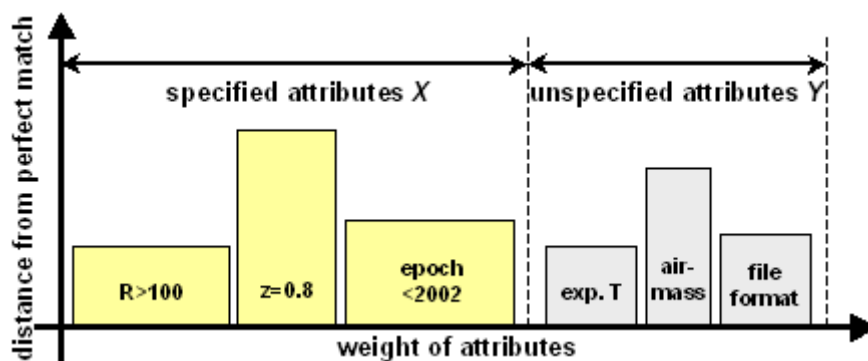 distance from perfect match
specified attributes X
unspecified attributes Y
R>100
z=0.8
epoch
<2002
exp. T
air-
mass
file
format
weight of attributes